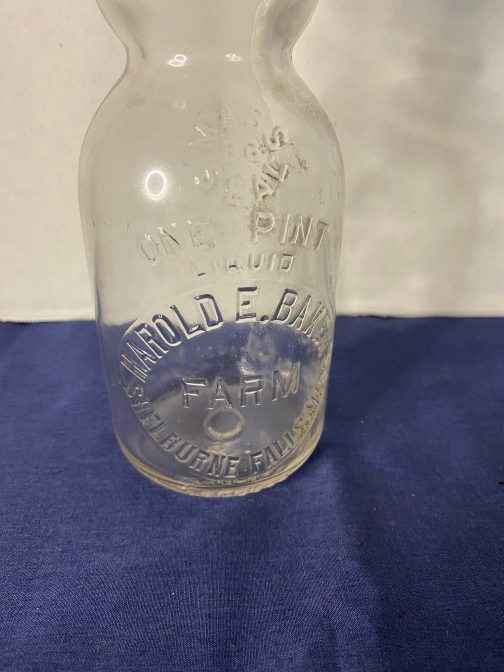 ONE PINT
LIQUID
HAROLD E. BAKER
FARM
SHELBURNE FALLS